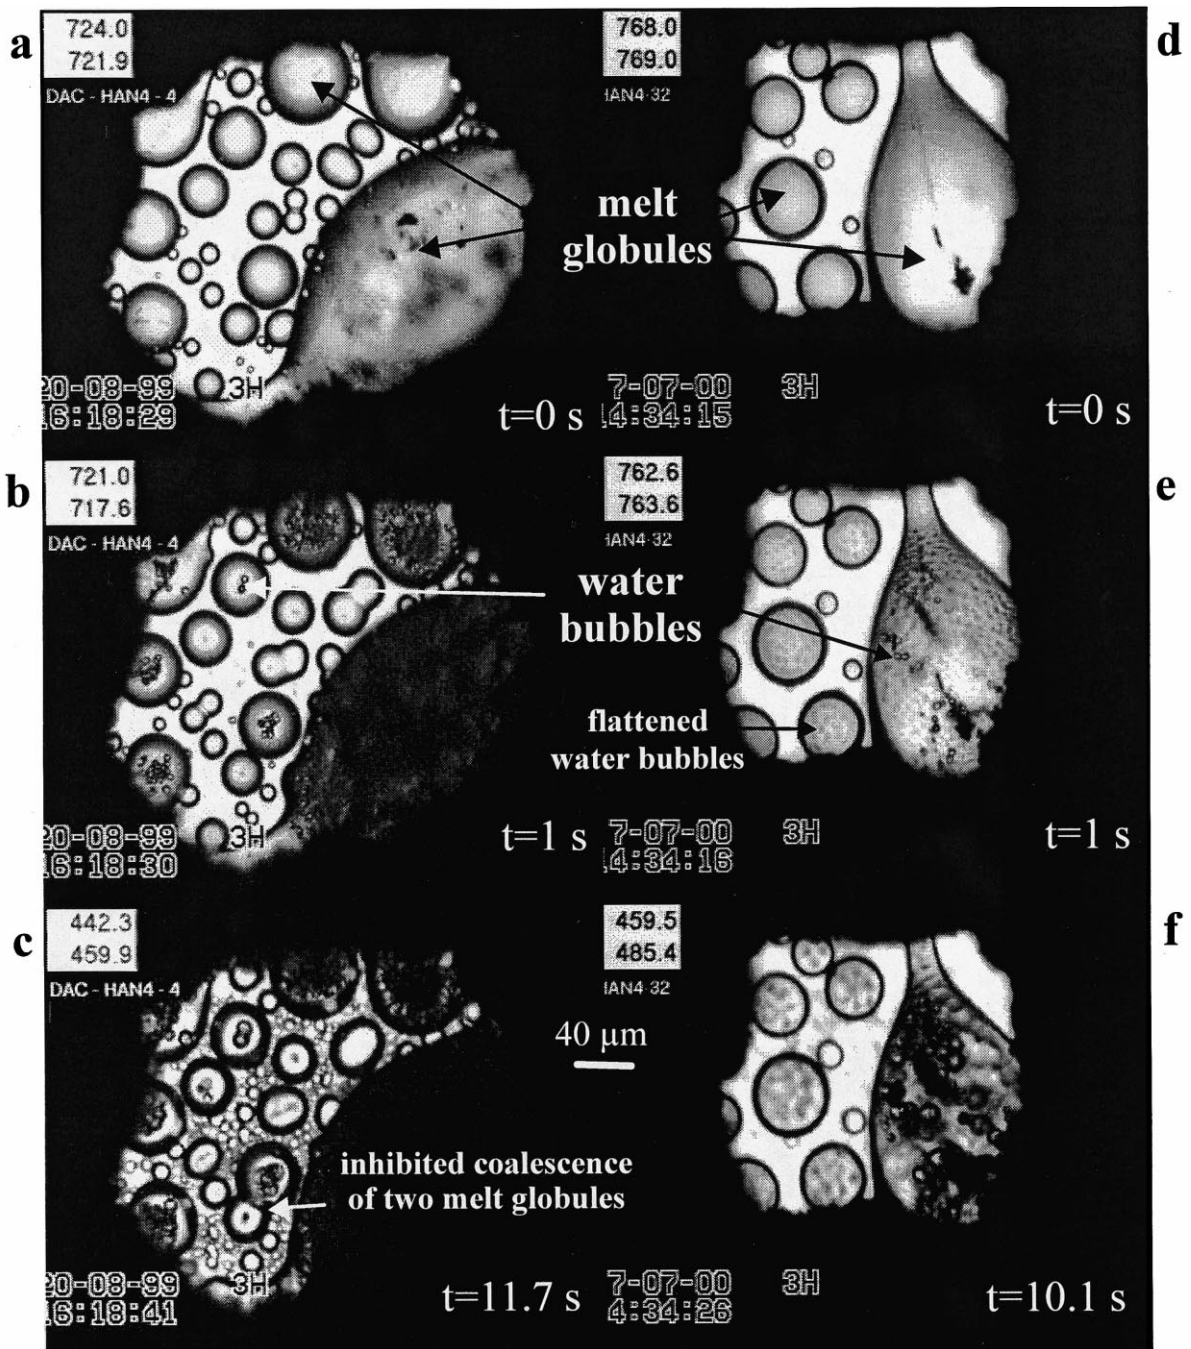 a
724.0
721.9
DAC - HAN4 - 4
20-08-99
16:18:29
3H
t=0 s
768.0
769.0
HAN4-32
d
melt
globules
7-07-00
4:34:15
3H
t=0 s
b
721.0
717.6
DAC - HAN4 - 4
20-08-99
16:18:30
3H
t=1 s
762.6
763.6
HAN4-32
e
water
bubbles
flattened
water bubbles
7-07-00
4:34:16
3H
t=1 s
c
442.3
459.9
DAC - HAN4 - 4
inhibited coalescence
of two melt globules
20-08-99
16:18:41
3H
t=11.7 s
459.5
485.4
HAN4-32
f
40 µm
7-07-00
4:34:26
3H
t=10.1 s